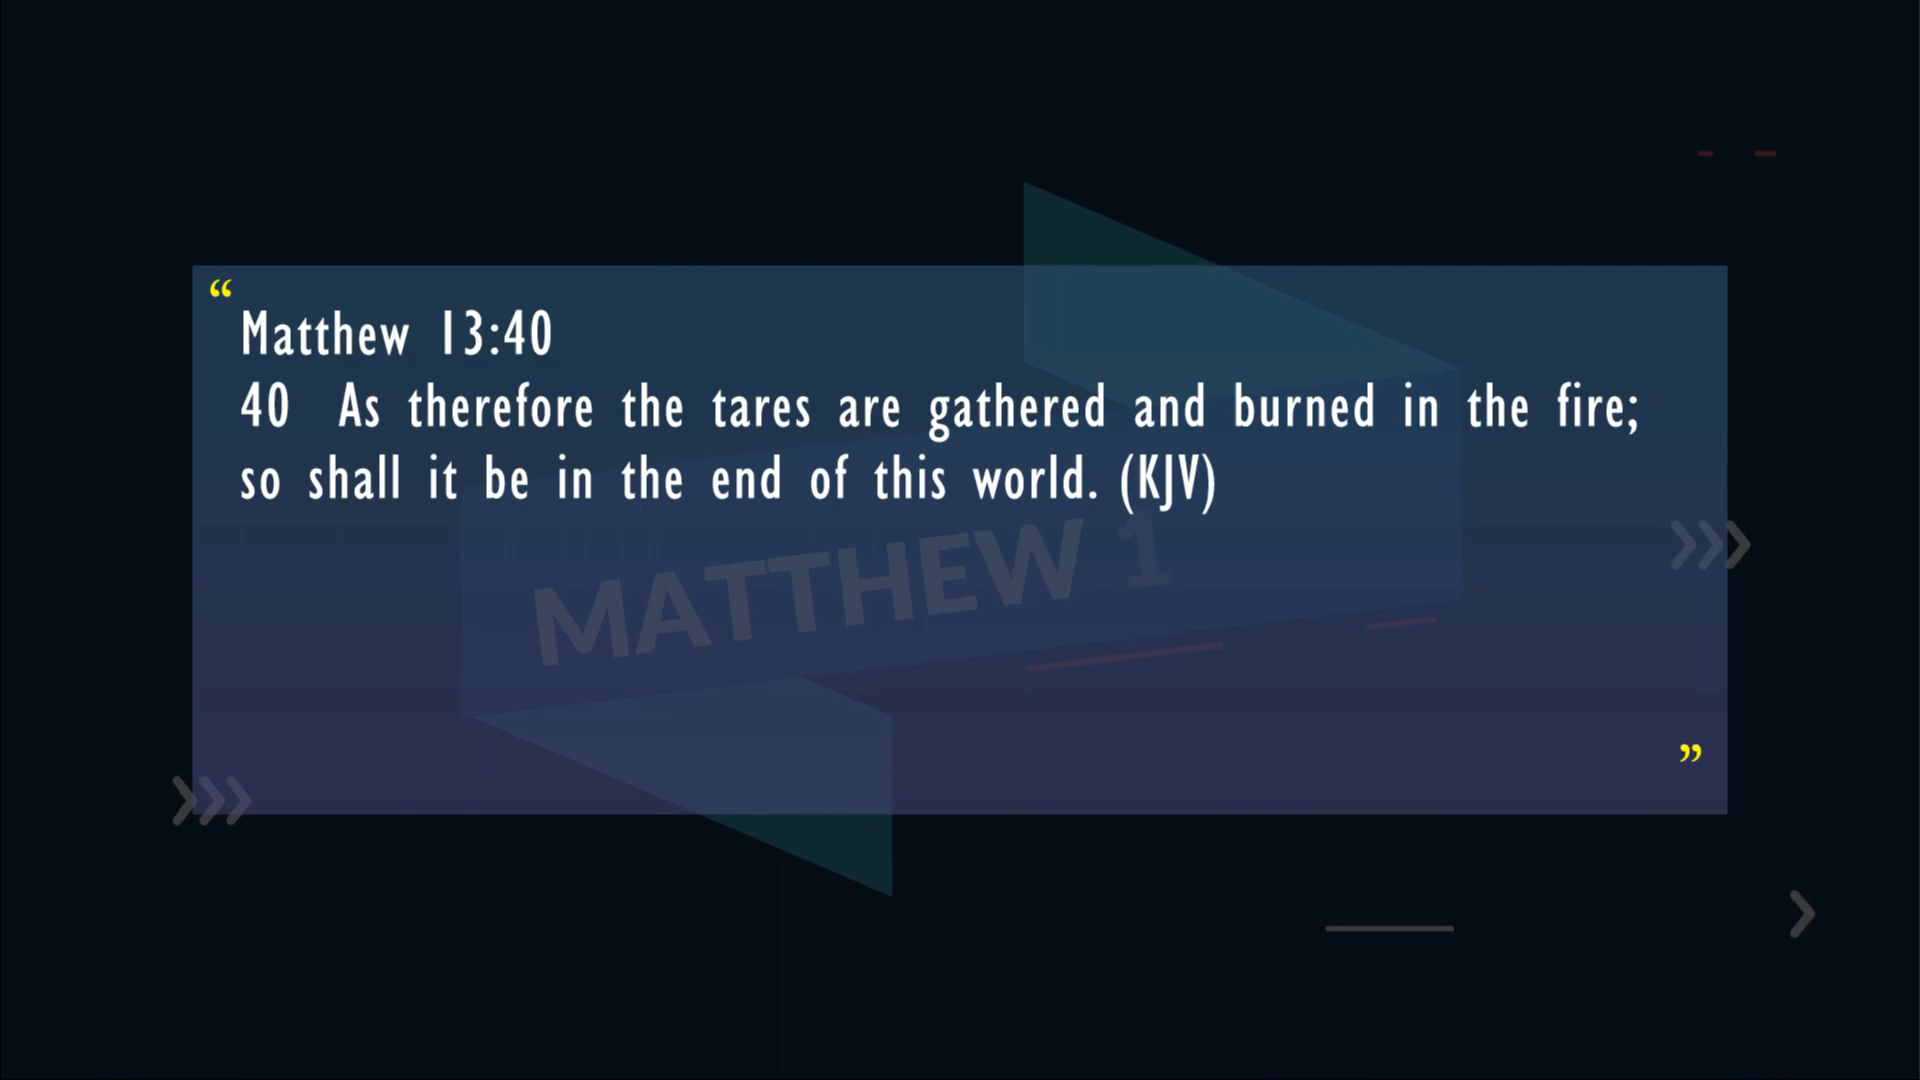 “
Matthew 13:40
40 As therefore the tares are gathered and burned in the fire;
so shall it be in the end of this world. (KJV)
MATTHEW 1
”